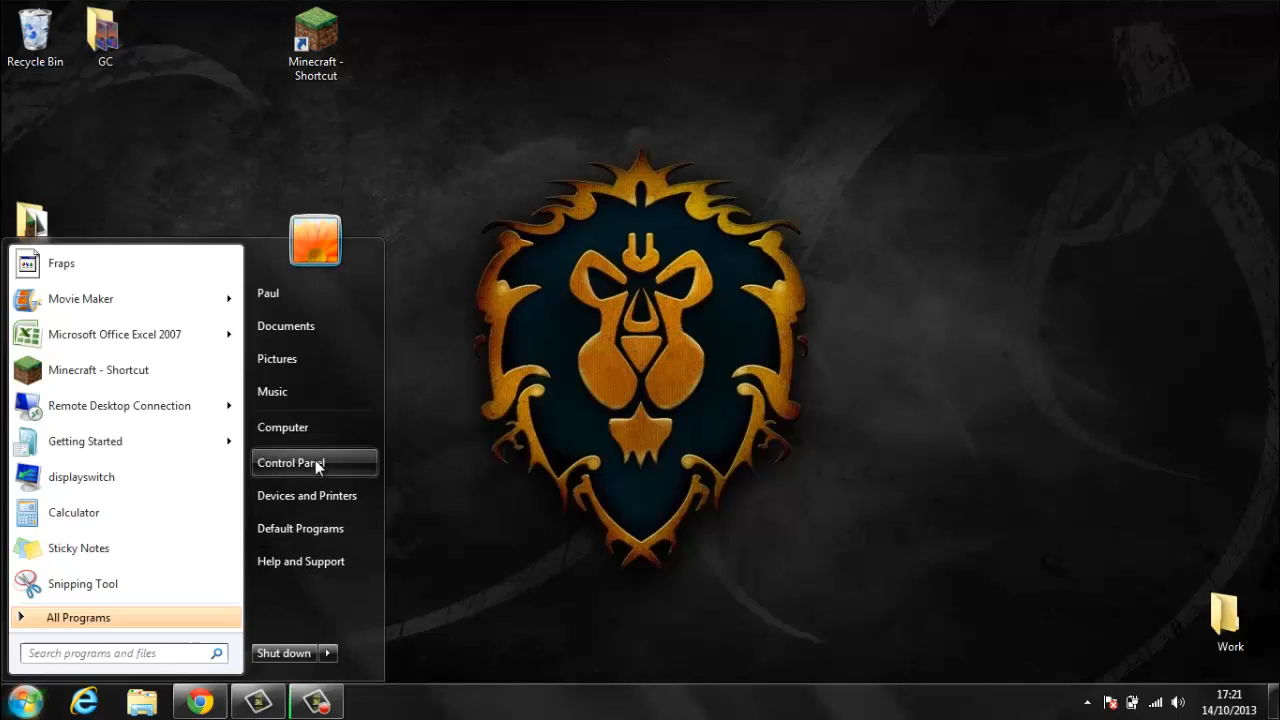 Recycle Bin
GC
Minecraft -
Shortcut
Fraps
Movie Maker
Microsoft Office Excel 2007
Minecraft - Shortcut
Remote Desktop Connection
Getting Started
displayswitch
Calculator
Sticky Notes
Snipping Tool
All Programs
Search programs and files
Paul
Documents
Pictures
Music
Computer
Control Panel
Devices and Printers
Default Programs
Help and Support
Shut down
Work
17:21
14/10/2013